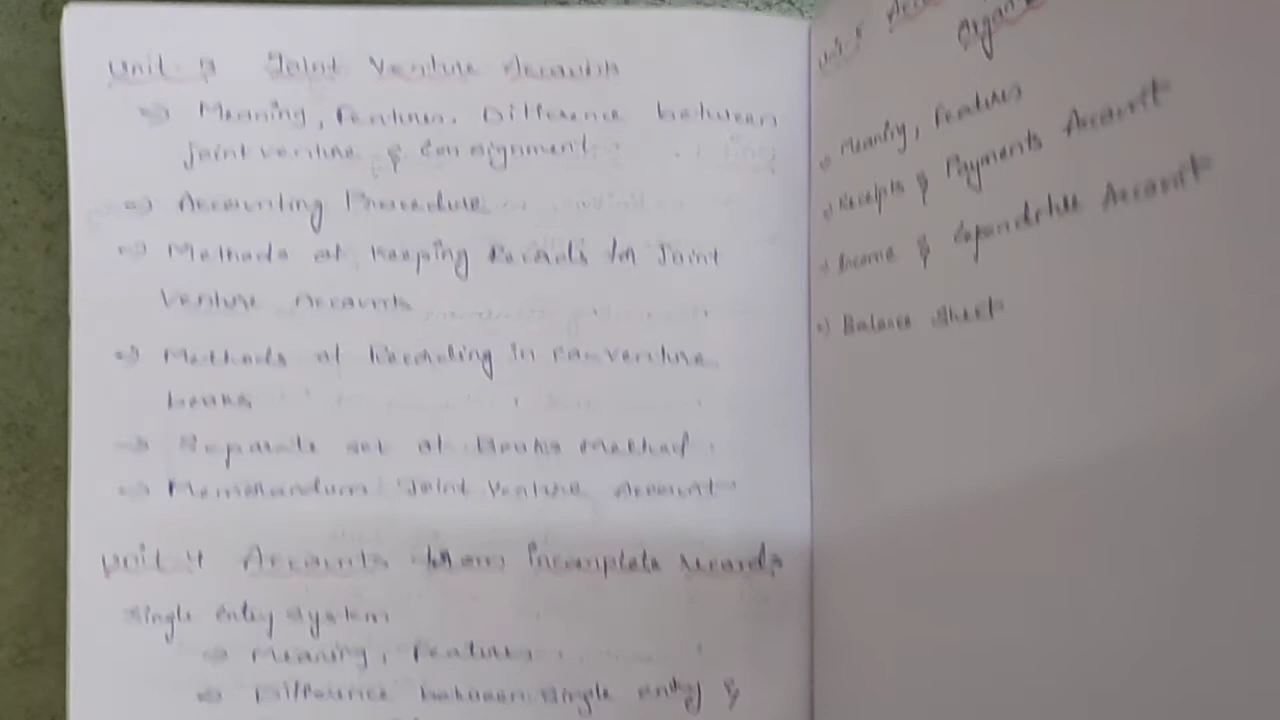 Unit 3 Joint Venture Accounts
=> Meaning, Features, Difference between
Joint venture & Consignment
=> Accounting Procedure
=> Methods of Keeping Records for Joint
Venture Accounts
=> Methods of Recording in co-venture
books
=> Separate set of Books method
=> Memorandum Joint Venture Account
Unit 4 Accounts from Incomplete records
Single entry system
=> Meaning, Features
=> Difference between single entry &
Unit 5
=> Meaning, Features
=> Receipts & Payments Account
=> Income & Expenditure Account
=> Balance Sheet